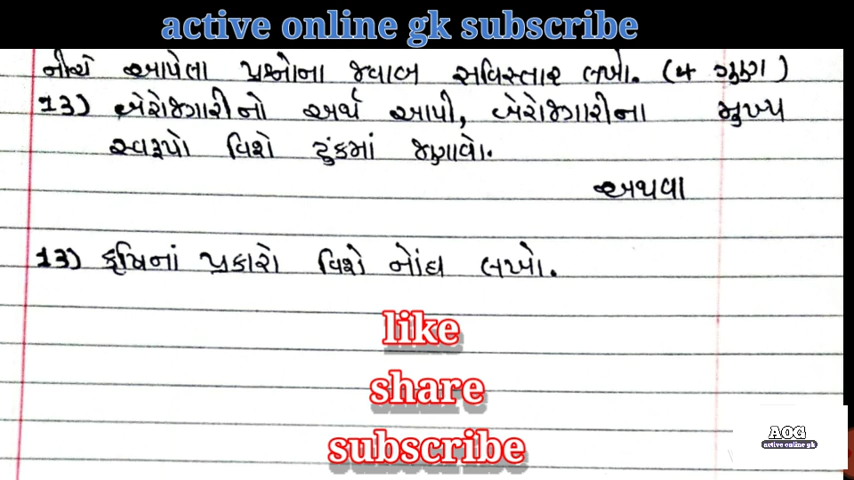 active online gk subscribe
નીચે આપેલા પ્રશ્નોના જવાબ સવિસ્તાર લખો. (4 ગુણ)
13) બેરોજગારીનો અર્થ આપી, બેરોજગારીના મુખ્ય
સ્વરૂપો વિશે ટુંકમાં જણાવો.
અથવા
13) કૃષિનાં પ્રકારો વિશે નોંધ લખો.
like
share
subscribe
AOG
active online gk